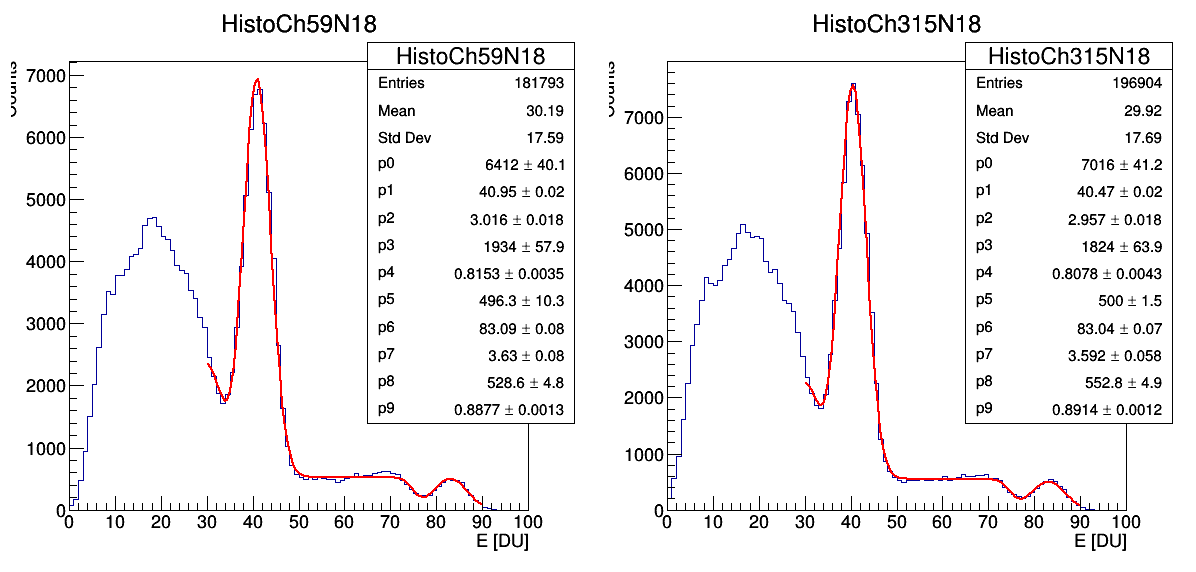 HistoCh59N18
HistoCh59N18
Entries 181793
Mean 30.19
Std Dev 17.59
p0 6412 ± 40.1
p1 40.95 ± 0.02
p2 3.016 ± 0.018
p3 1934 ± 57.9
p4 0.8153 ± 0.0035
p5 496.3 ± 10.3
p6 83.09 ± 0.08
p7 3.63 ± 0.08
p8 528.6 ± 4.8
p9 0.8877 ± 0.0013
7000
6000
5000
4000
3000
2000
1000
0
0 10 20 30 40 50 60 70 80 90 100
E [DU]
HistoCh315N18
HistoCh315N18
Entries 196904
Mean 29.92
Std Dev 17.69
p0 7016 ± 41.2
p1 40.47 ± 0.02
p2 2.957 ± 0.018
p3 1824 ± 63.9
p4 0.8078 ± 0.0043
p5 500 ± 1.5
p6 83.04 ± 0.07
p7 3.592 ± 0.058
p8 552.8 ± 4.9
p9 0.8914 ± 0.0012
7000
6000
5000
4000
3000
2000
1000
0
0 10 20 30 40 50 60 70 80 90 100
E [DU]